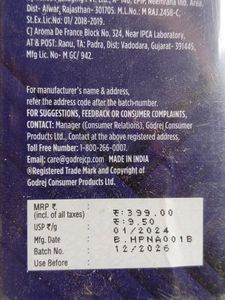 Dist- Alwar, Rajasthan - 301705. M.L.No.: M RAJ.2458-C,
St.Ex.Lic.No: 01/ 2018-2019.
C) Aroma De France Block No. 324, Near IPCA Laboratory,
AT & POST: Ranu, TA: Padra, Dist: Vadodara, Gujarat- 391445,
Mfg Lic. No- M GC/ 942.
For manufacturer's name & address,
refer the address code after the batch-number.
FOR SUGGESTIONS, FEEDBACK OR CONSUMER COMPLAINTS,
CONTACT: Manager (Consumer Relations), Godrej Consumer
Products Ltd. Contact at the above registered address,
Toll Free Number: 1-800-266-0007.
Email: care@godrejcp.com MADE IN INDIA
®Registered Trade Mark and Copyright of
Godrej Consumer Products Ltd.
MRP ₹ : ₹:399.00
(incl. of all taxes)
USP ₹/g : ₹:9.50
Mfg. Date : 01/2024
Batch No. : B.HPNA001B
Use Before : 12/2026